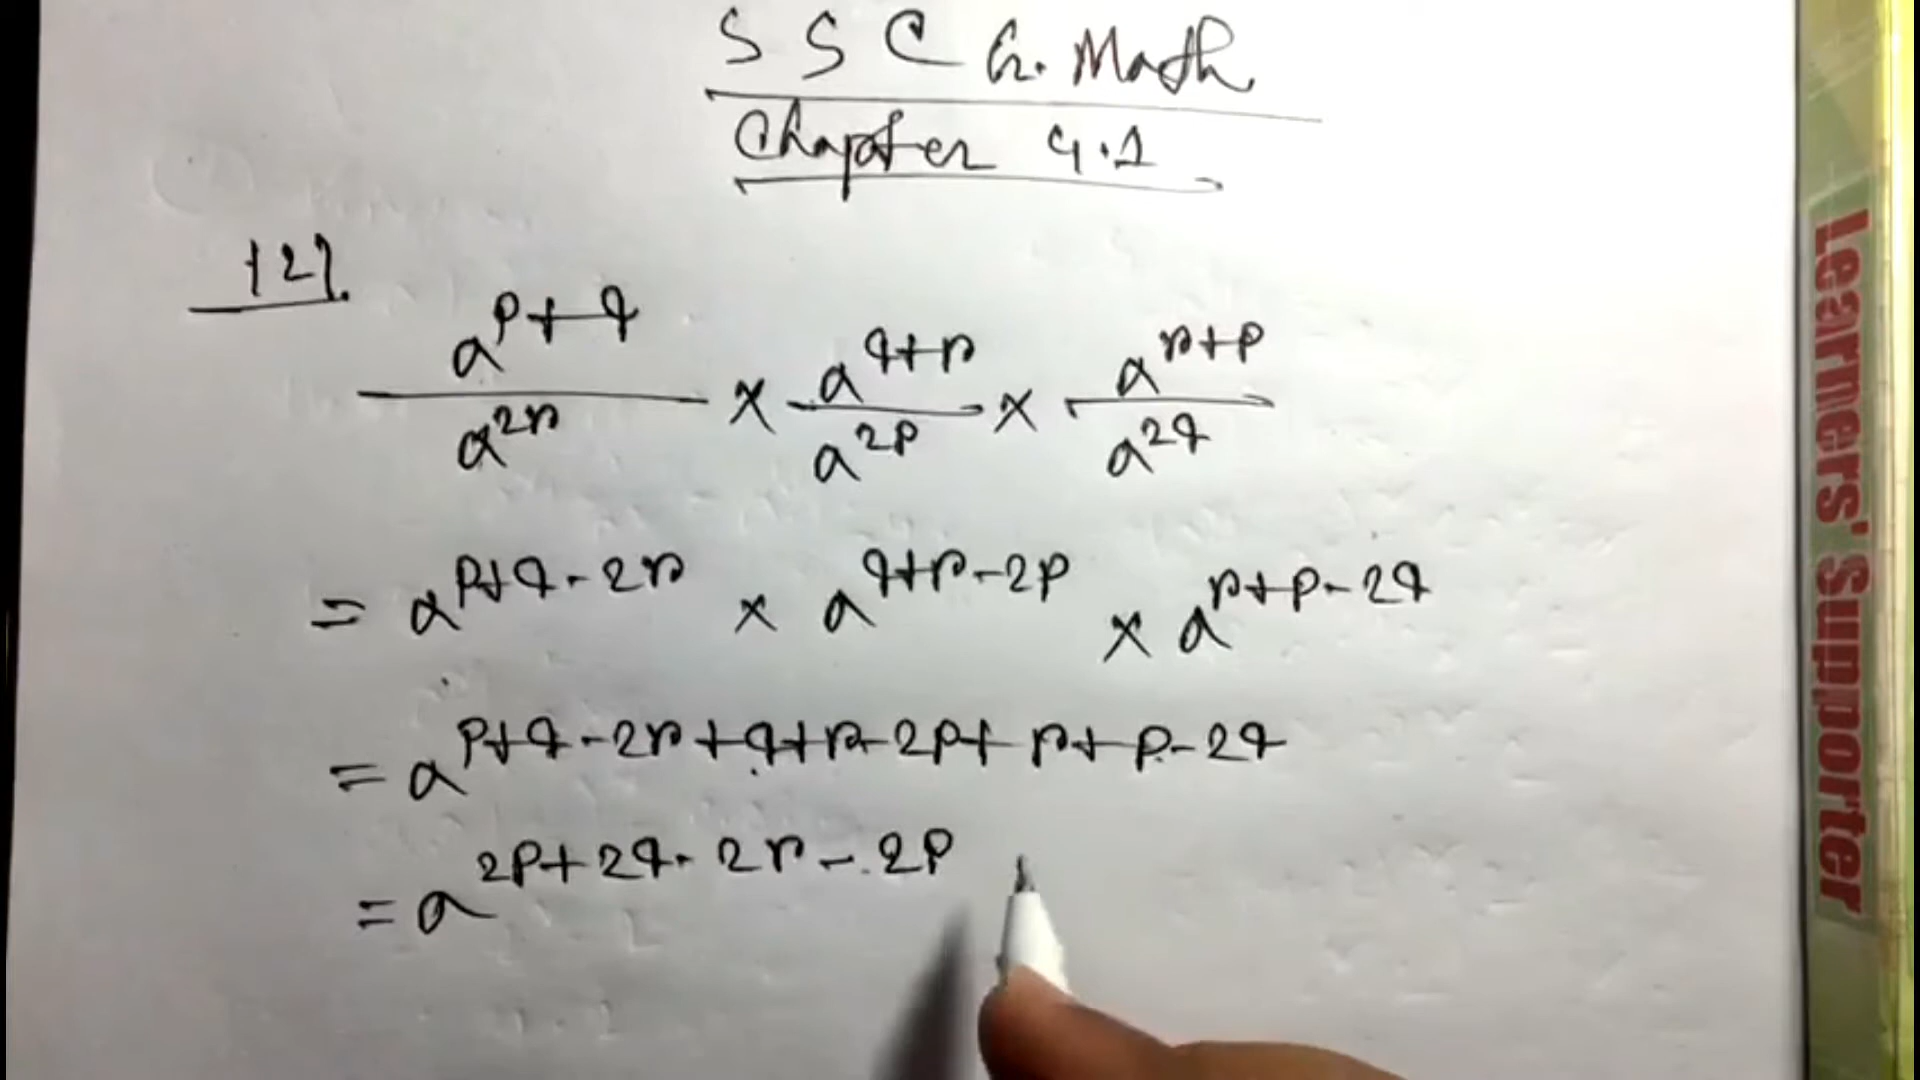 SSC G. Math
Chapter 4.1
12|.
a^{p+q}/a^{2r} × a^{q+r}/a^{2p} × a^{r+p}/a^{2q}
= a^{p+q-2r} × a^{q+r-2p} × a^{r+p-2q}
= a^{p+q-2r+q+r-2p+r+p-2q}
= a^{2p+2q-2r-2p}
Learners' Supporter